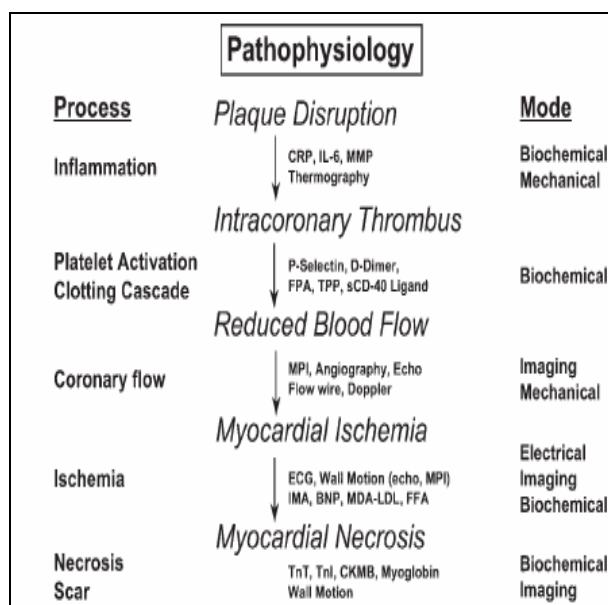 Pathophysiology
Process
Plaque Disruption
Mode
Inflammation
CRP, IL-6, MMP
Thermography
Biochemical
Mechanical
Intracoronary Thrombus
Platelet Activation
Clotting Cascade
P-Selectin, D-Dimer,
FPA, TPP, sCD-40 Ligand
Biochemical
Reduced Blood Flow
Coronary flow
MPI, Angiography, Echo
Flow wire, Doppler
Imaging
Mechanical
Myocardial Ischemia
Ischemia
ECG, Wall Motion (echo, MPI)
IMA, BNP, MDA-LDL, FFA
Electrical
Imaging
Biochemical
Myocardial Necrosis
Necrosis
Scar
TnT, TnI, CKMB, Myoglobin
Wall Motion
Biochemical
Imaging